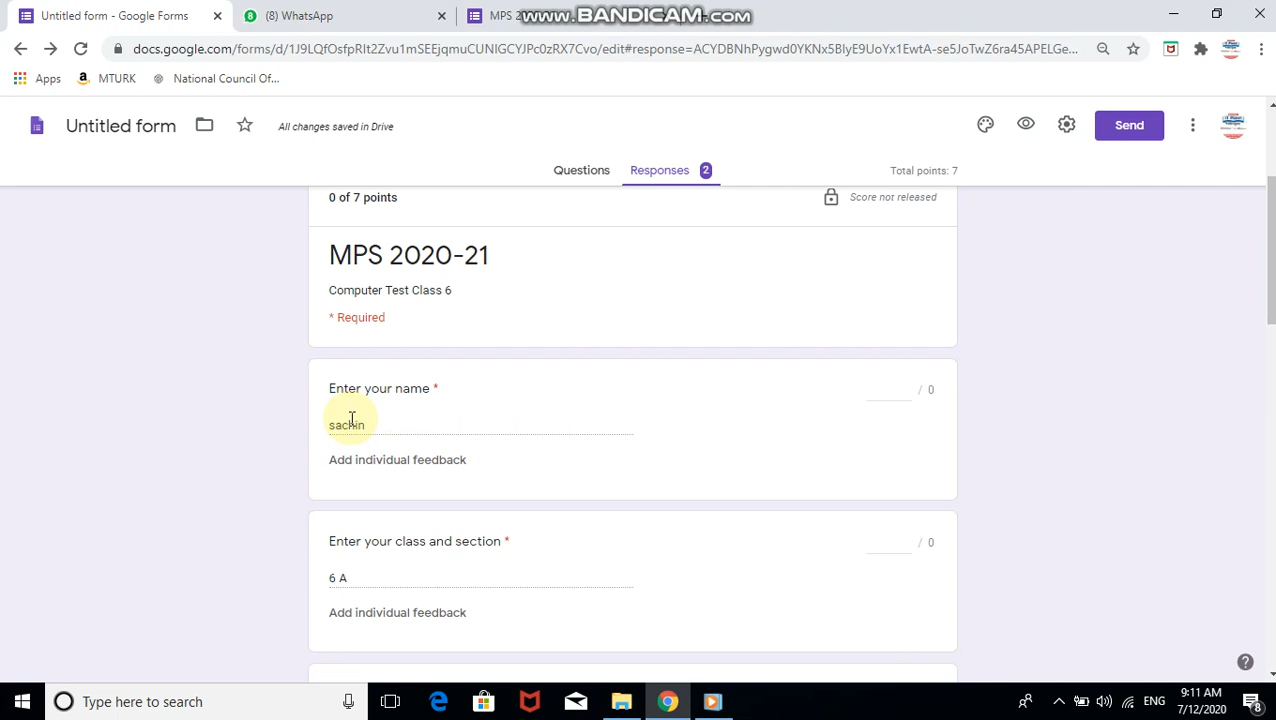 Untitled form - Google Forms
(8) WhatsApp
MPS 2
www.BANDICAM.com
docs.google.com/forms/d/1J9LQfOsfpRIt2Zvu1mSEEjqmuCUNIGCYJPc0zRX7Cvo/edit#response=ACYDBNhPygwd0YKNx5BlyE9UoYx1EwtA-se5JoTwZ6ra45APELGe...
Apps
MTURK
National Council Of...
Untitled form
All changes saved in Drive
Send
Questions
Responses 2
Total points: 7
0 of 7 points
Score not released
MPS 2020-21
Computer Test Class 6
* Required
Enter your name *
/ 0
sachin
Add individual feedback
Enter your class and section *
/ 0
6 A
Add individual feedback
Type here to search
ENG
9:11 AM
7/12/2020
8